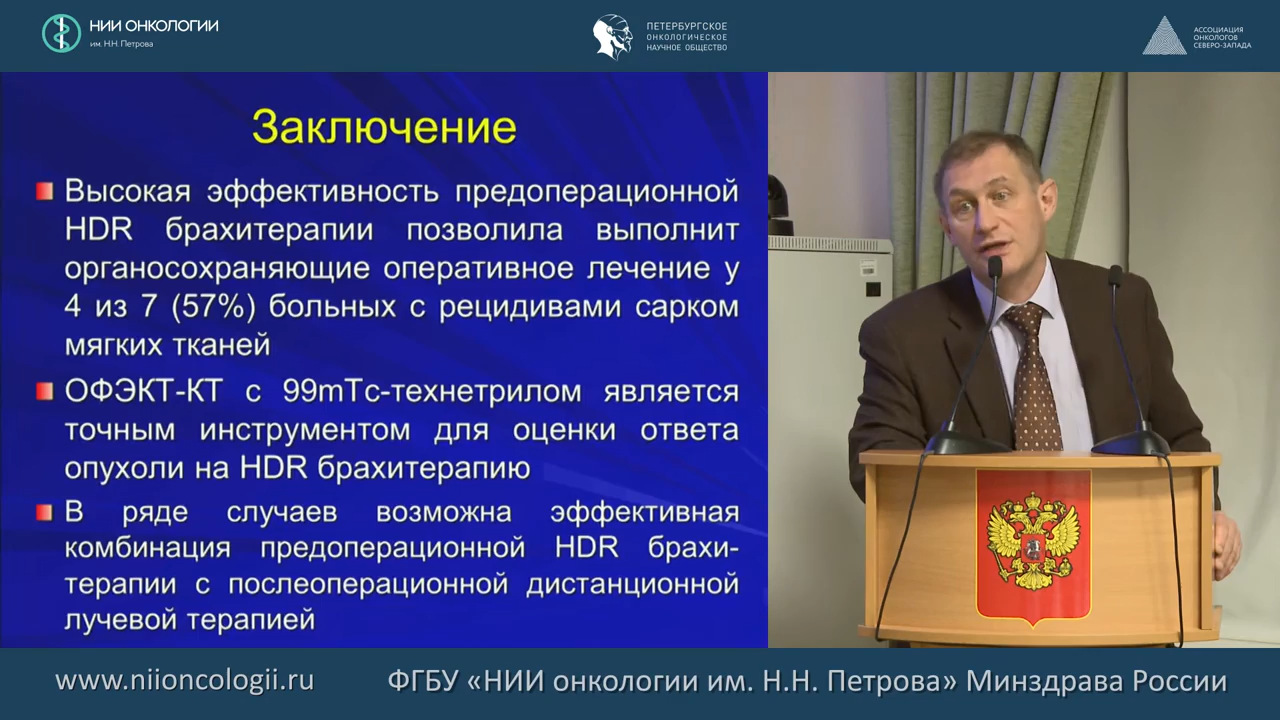 НИИ ОНКОЛОГИИ
им. Н.Н. Петрова
ПЕТЕРБУРГСКОЕ
ОНКОЛОГИЧЕСКОЕ
НАУЧНОЕ ОБЩЕСТВО
АССОЦИАЦИЯ
ОНКОЛОГОВ
СЕВЕРО-ЗАПАДА
Заключение
Высокая эффективность предоперационной
HDR брахитерапии позволила выполнит
органосохраняющие оперативное лечение у
4 из 7 (57%) больных с рецидивами сарком
мягких тканей
ОФЭКТ-КТ с 99mTc-технетрилом является
точным инструментом для оценки ответа
опухоли на HDR брахитерапию
В ряде случаев возможна эффективная
комбинация предоперационной HDR брахи-
терапии с послеоперационной дистанционной
лучевой терапией
www.niioncologii.ru
ФГБУ «НИИ онкологии им. Н.Н. Петрова» Минздрава России